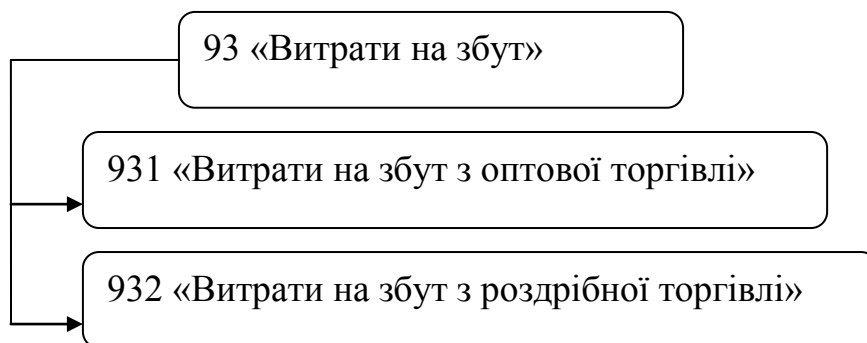 93 «Витрати на збут»
931 «Витрати на збут з оптової торгівлі»
932 «Витрати на збут з роздрібної торгівлі»